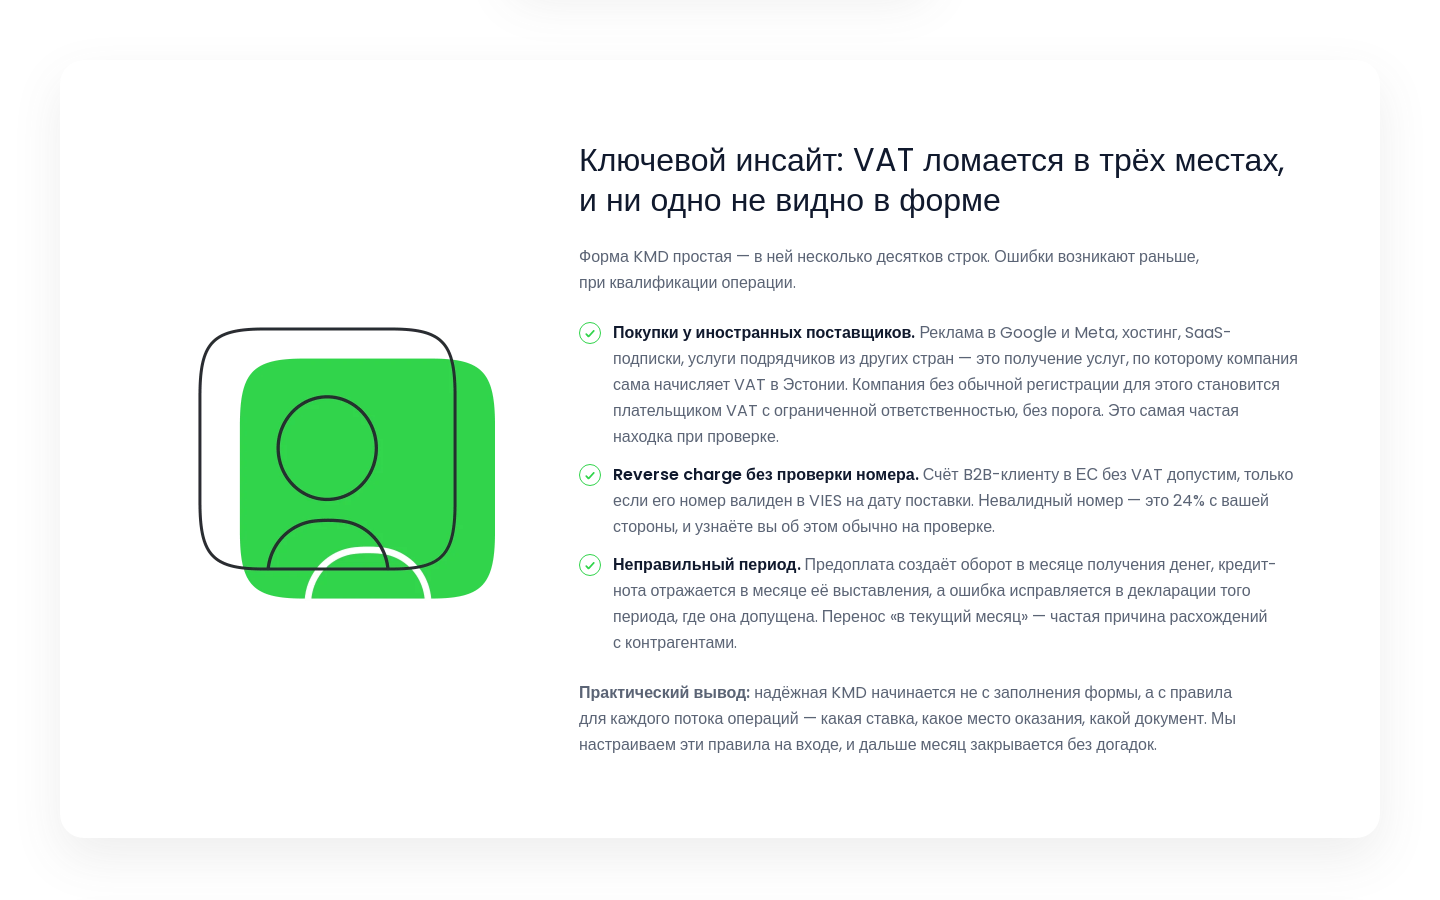 Ключевой инсайт: VAT ломается в трёх местах,
и ни одно не видно в форме
Форма KMD простая — в ней несколько десятков строк. Ошибки возникают раньше,
при квалификации операции.
Покупки у иностранных поставщиков. Реклама в Google и Meta, хостинг, SaaS-
подписки, услуги подрядчиков из других стран — это получение услуг, по которому компания
сама начисляет VAT в Эстонии. Компания без обычной регистрации для этого становится
плательщиком VAT с ограниченной ответственностью, без порога. Это самая частая
находка при проверке.
Reverse charge без проверки номера. Счёт B2B-клиенту в ЕС без VAT допустим, только
если его номер валиден в VIES на дату поставки. Невалидный номер — это 24% с вашей
стороны, и узнаёте вы об этом обычно на проверке.
Неправильный период. Предоплата создаёт оборот в месяце получения денег, кредит-
нота отражается в месяце её выставления, а ошибка исправляется в декларации того
периода, где она допущена. Перенос «в текущий месяц» — частая причина расхождений
с контрагентами.
Практический вывод: надёжная KMD начинается не с заполнения формы, а с правила
для каждого потока операций — какая ставка, какое место оказания, какой документ. Мы
настраиваем эти правила на входе, и дальше месяц закрывается без догадок.